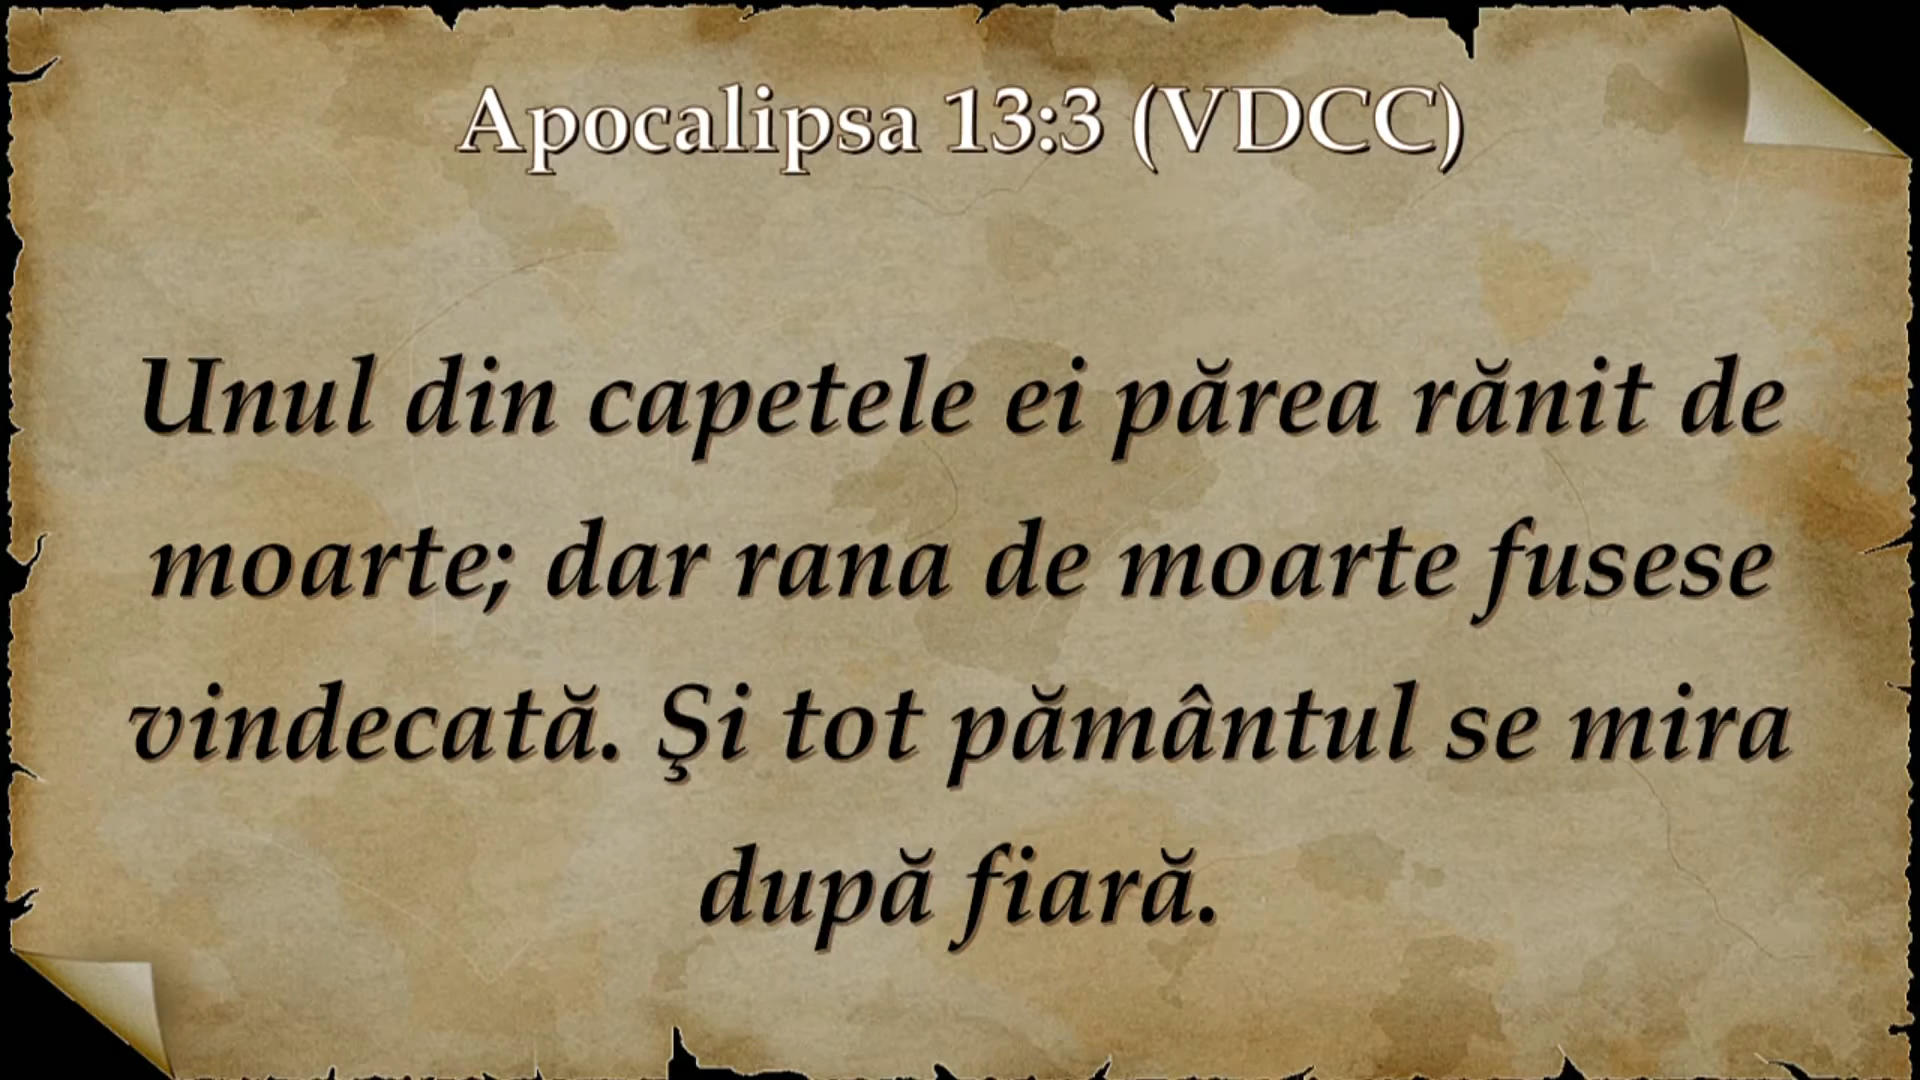 Apocalipsa 13:3 (VDCC)
Unul din capetele ei părea rănit de
moarte; dar rana de moarte fusese
vindecată. Şi tot pământul se mira
după fiară.